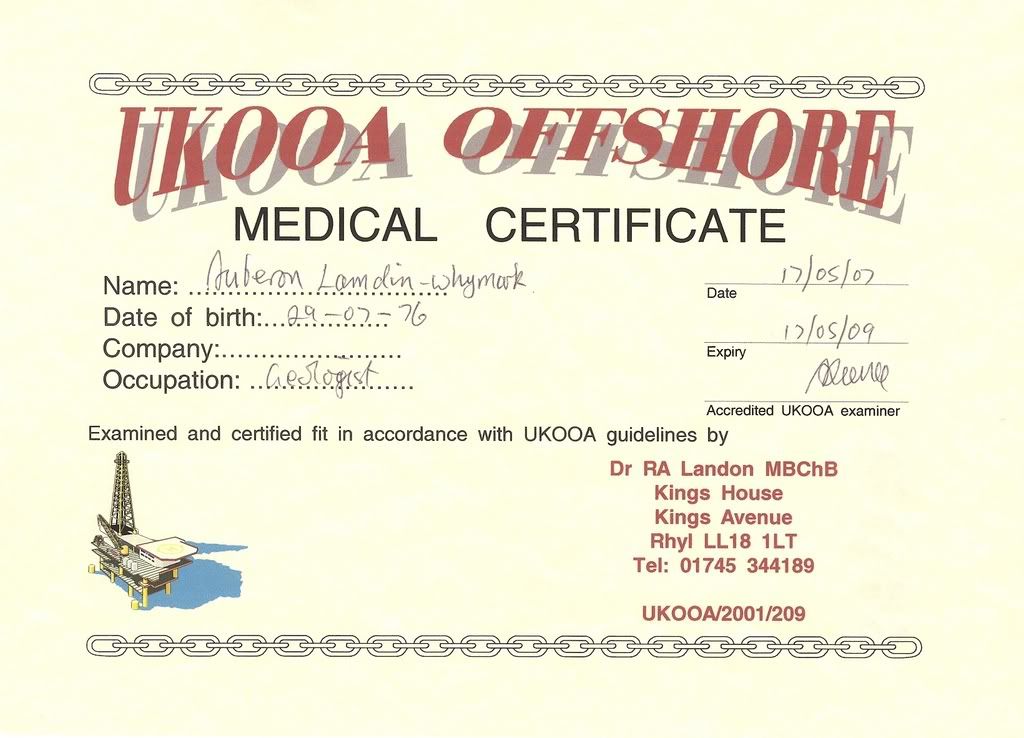 UKOOA OFFSHORE
MEDICAL CERTIFICATE
Name: Auberon Lamdin-Whymark
Date of birth: 29-07-76
Company:
Occupation: Geologist
17/05/07
Date
17/05/09
Expiry
Accredited UKOOA examiner
Examined and certified fit in accordance with UKOOA guidelines by
Dr RA Landon MBChB
Kings House
Kings Avenue
Rhyl LL18 1LT
Tel: 01745 344189
UKOOA/2001/209